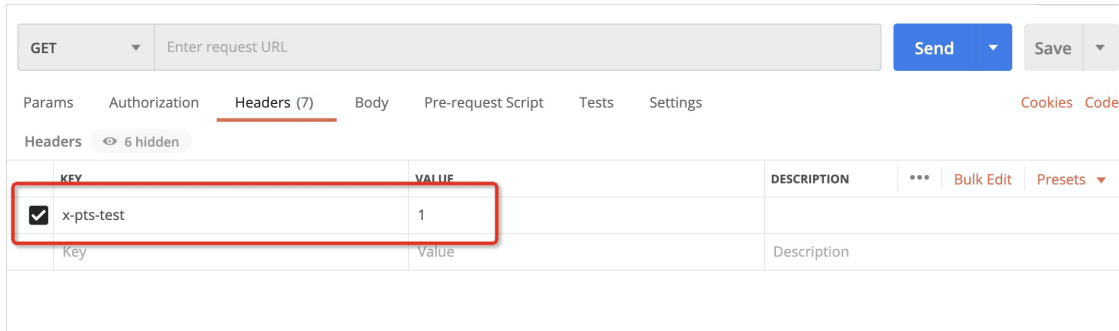 GET Enter request URL Send Save
Params Authorization Headers (7) Body Pre-request Script Tests Settings Cookies Code
Headers 6 hidden
KEY VALUE DESCRIPTION ••• Bulk Edit Presets
x-pts-test 1
Key Value Description